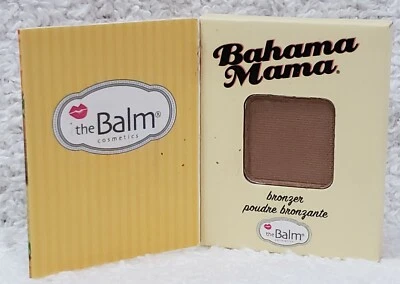 the Balm®
cosmetics
Bahama
Mama.
bronzer
poudre bronzante
the Balm®